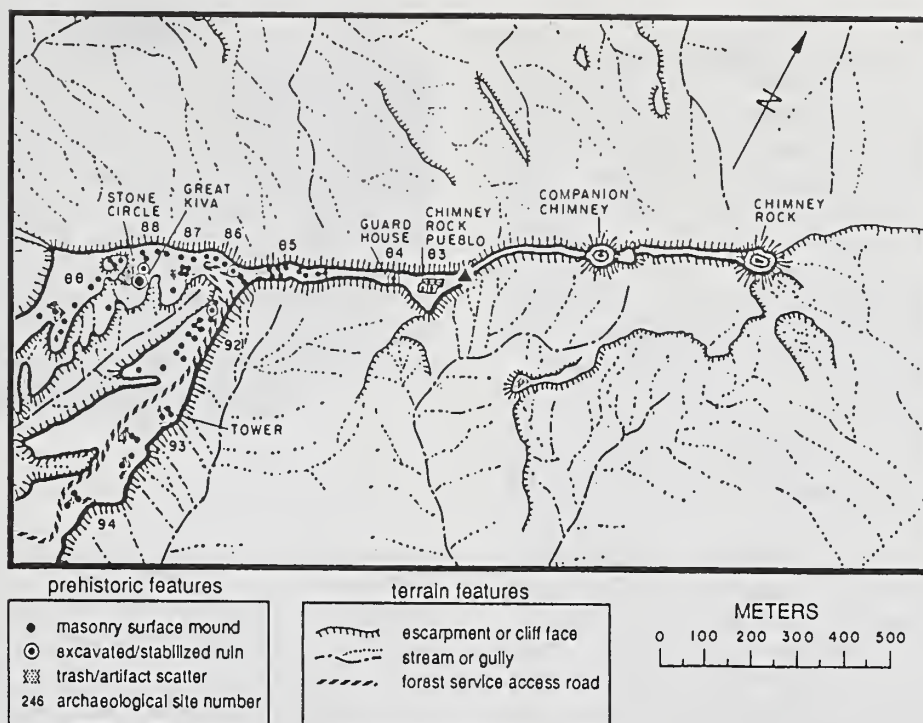 N
STONE
CIRCLE
GREAT
KIVA
88
87
86
85
GUARD
HOUSE
84
CHIMNEY
ROCK
PUEBLO
83
COMPANION
CHIMNEY
CHIMNEY
ROCK
88
92
TOWER
93
94
prehistoric features
masonry surface mound
excavated/stabilized ruin
trash/artifact scatter
246 archaeological site number
terrain features
escarpment or cliff face
stream or gully
forest service access road
METERS
0 100 200 300 400 500